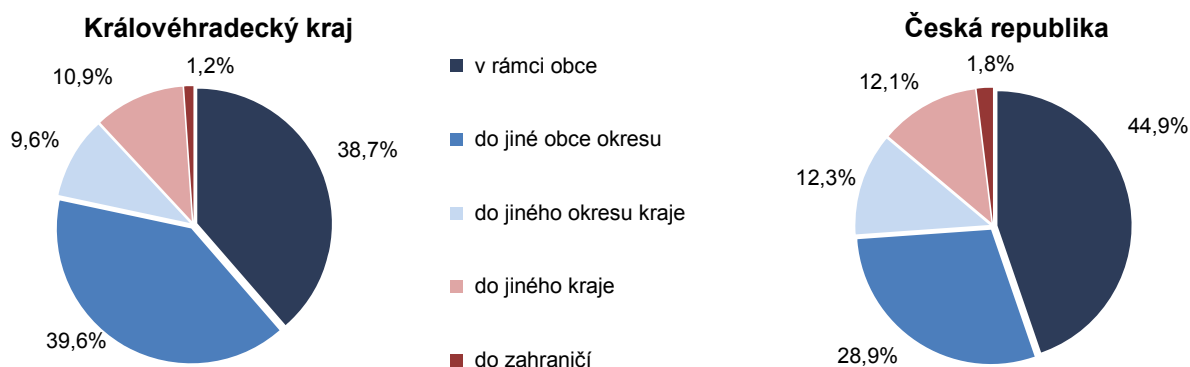 Královéhradecký kraj
1,2%
10,9%
9,6%
38,7%
39,6%
v rámci obce
do jiné obce okresu
do jiného okresu kraje
do jiného kraje
do zahraničí
Česká republika
1,8%
12,1%
44,9%
12,3%
28,9%